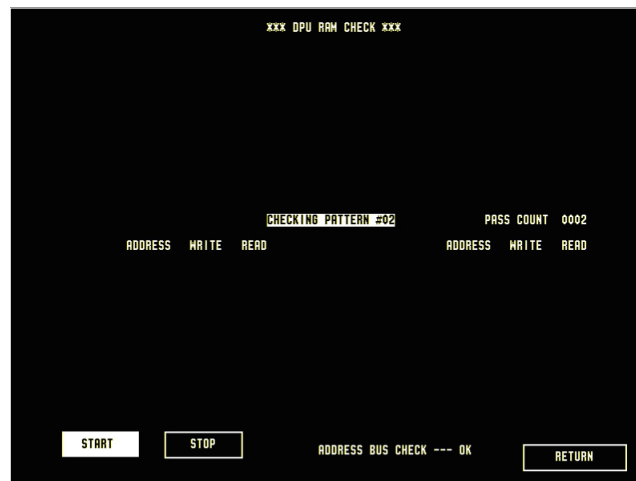 *** DPU RAM CHECK ***
CHECKING PATTERN #02 PASS COUNT 0002
ADDRESS WRITE READ ADDRESS WRITE READ
START STOP ADDRESS BUS CHECK --- OK RETURN